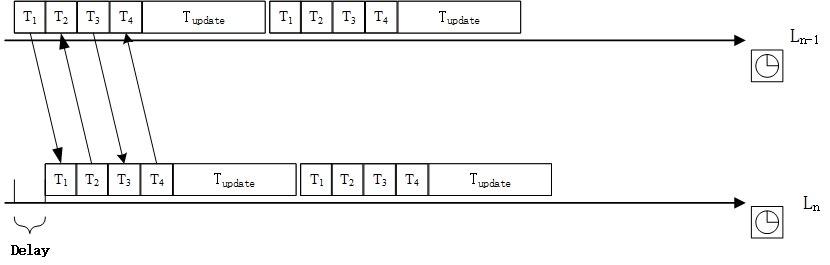 T₁ T₂ T₃ T₄ Tupdate T₁ T₂ T₃ T₄ Tupdate
Lₙ₋₁
T₁ T₂ T₃ T₄ Tupdate T₁ T₂ T₃ T₄ Tupdate
Lₙ
Delay